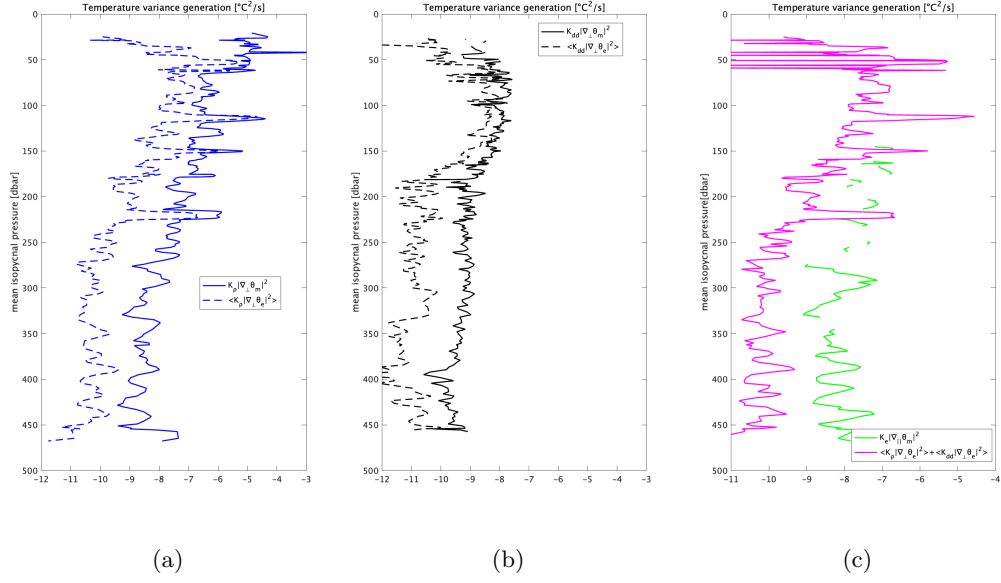 Temperature variance generation [°C²/s]
0
50
100
150
200
250
300
350
400
450
500
mean isopycnal pressure [dbar]
K_ρ|∇_⊥θ_m|²
<K_ρ|∇_⊥θ_e|²>
−12 −11 −10 −9 −8 −7 −6 −5 −4 −3
(a)
Temperature variance generation [°C²/s]
0
50
100
150
200
250
300
350
400
450
500
mean isopycnal pressure [dbar]
K_dd|∇_⊥θ_m|²
<K_dd|∇_⊥θ_e|²>
−12 −11 −10 −9 −8 −7 −6 −5 −4 −3 −2
(b)
Temperature variance generation [°C²/s]
0
50
100
150
200
250
300
350
400
450
500
mean isopycnal pressure[dbar]
K_e|∇_||θ_m|²
<K_ρ|∇_⊥θ_e|²>+<K_dd|∇_⊥θ_e|²>
−11 −10 −9 −8 −7 −6 −5 −4
(c)